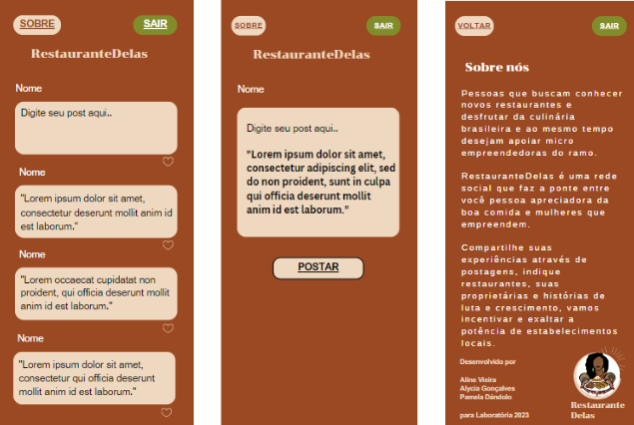 SOBRE
SAIR
RestauranteDelas
Nome
Digite seu post aqui..
Nome
"Lorem ipsum dolor sit amet,
consectetur deserunt mollit anim id
est laborum."
Nome
"Lorem occaecat cupidatat non
proident, qui officia deserunt mollit
anim id est laborum."
Nome
"Lorem ipsum dolor sit amet,
consectetur qui officia deserunt
mollit anim id est laborum."
SOBRE
SAIR
RestauranteDelas
Nome
Digite seu post aqui..
"Lorem ipsum dolor sit amet,
consectetur adipiscing elit, sed
do non proident, sunt in culpa
qui officia deserunt mollit
anim id est laborum."
POSTAR
VOLTAR
SAIR
Sobre nós
Pessoas que buscam conhecer
novos restaurantes e
desfrutar da culinária
brasileira e ao mesmo tempo
desejam apoiar micro
empreendedoras do ramo.
RestauranteDelas é uma rede
social que faz a ponte entre
você pessoa apreciadora da
boa comida e mulheres que
empreendem.
Compartilhe suas
experiências através de
postagens, indique
restaurantes, suas
proprietárias e histórias de
luta e crescimento, vamos
incentivar e exaltar a
potência de estabelecimentos
locais.
Desenvolvido por
Aline Vieira
Alycia Gonçalves
Pamela Dândolo
para Laboratória 2023
Restaurante
Delas